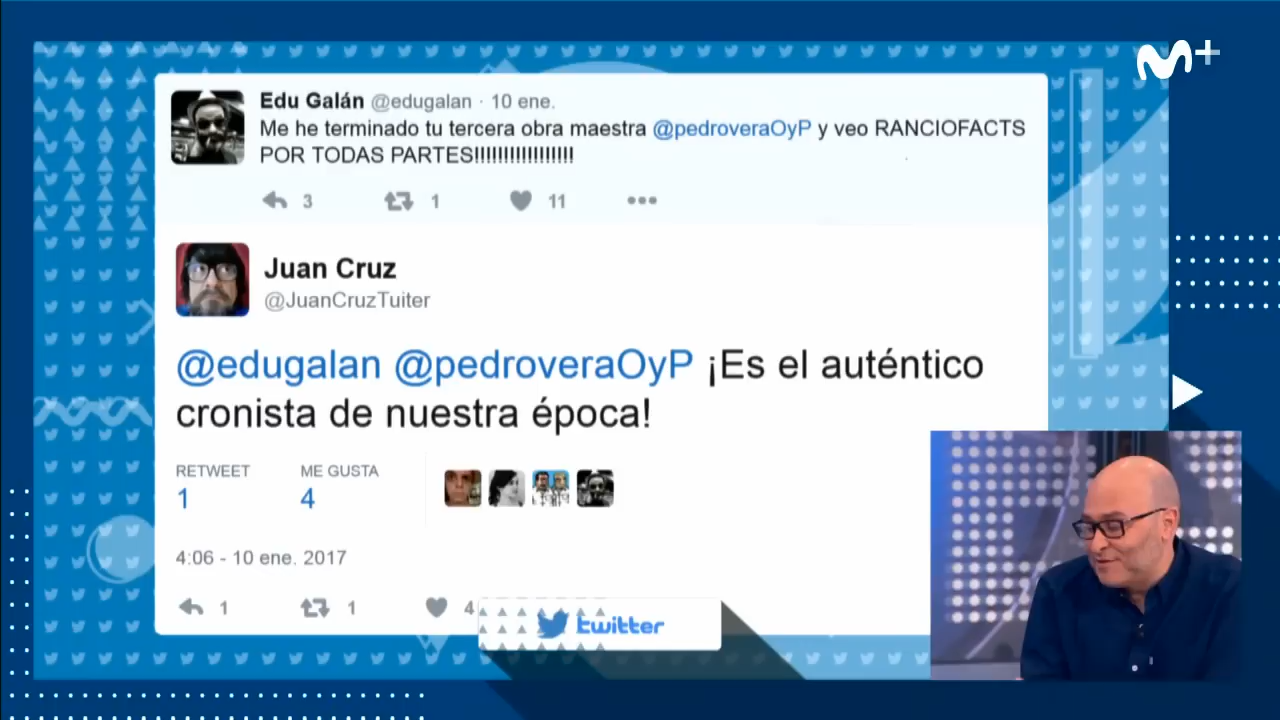 M+
Edu Galán @edugalan · 10 ene.
Me he terminado tu tercera obra maestra @pedroveraOyP y veo RANCIOFACTS
POR TODAS PARTES!!!!!!!!!!!!!!!!!
3 1 11
Juan Cruz
@JuanCruzTuiter
@edugalan @pedroveraOyP ¡Es el auténtico
cronista de nuestra época!
RETWEET ME GUSTA
1 4
4:06 - 10 ene. 2017
1 1 4
twitter